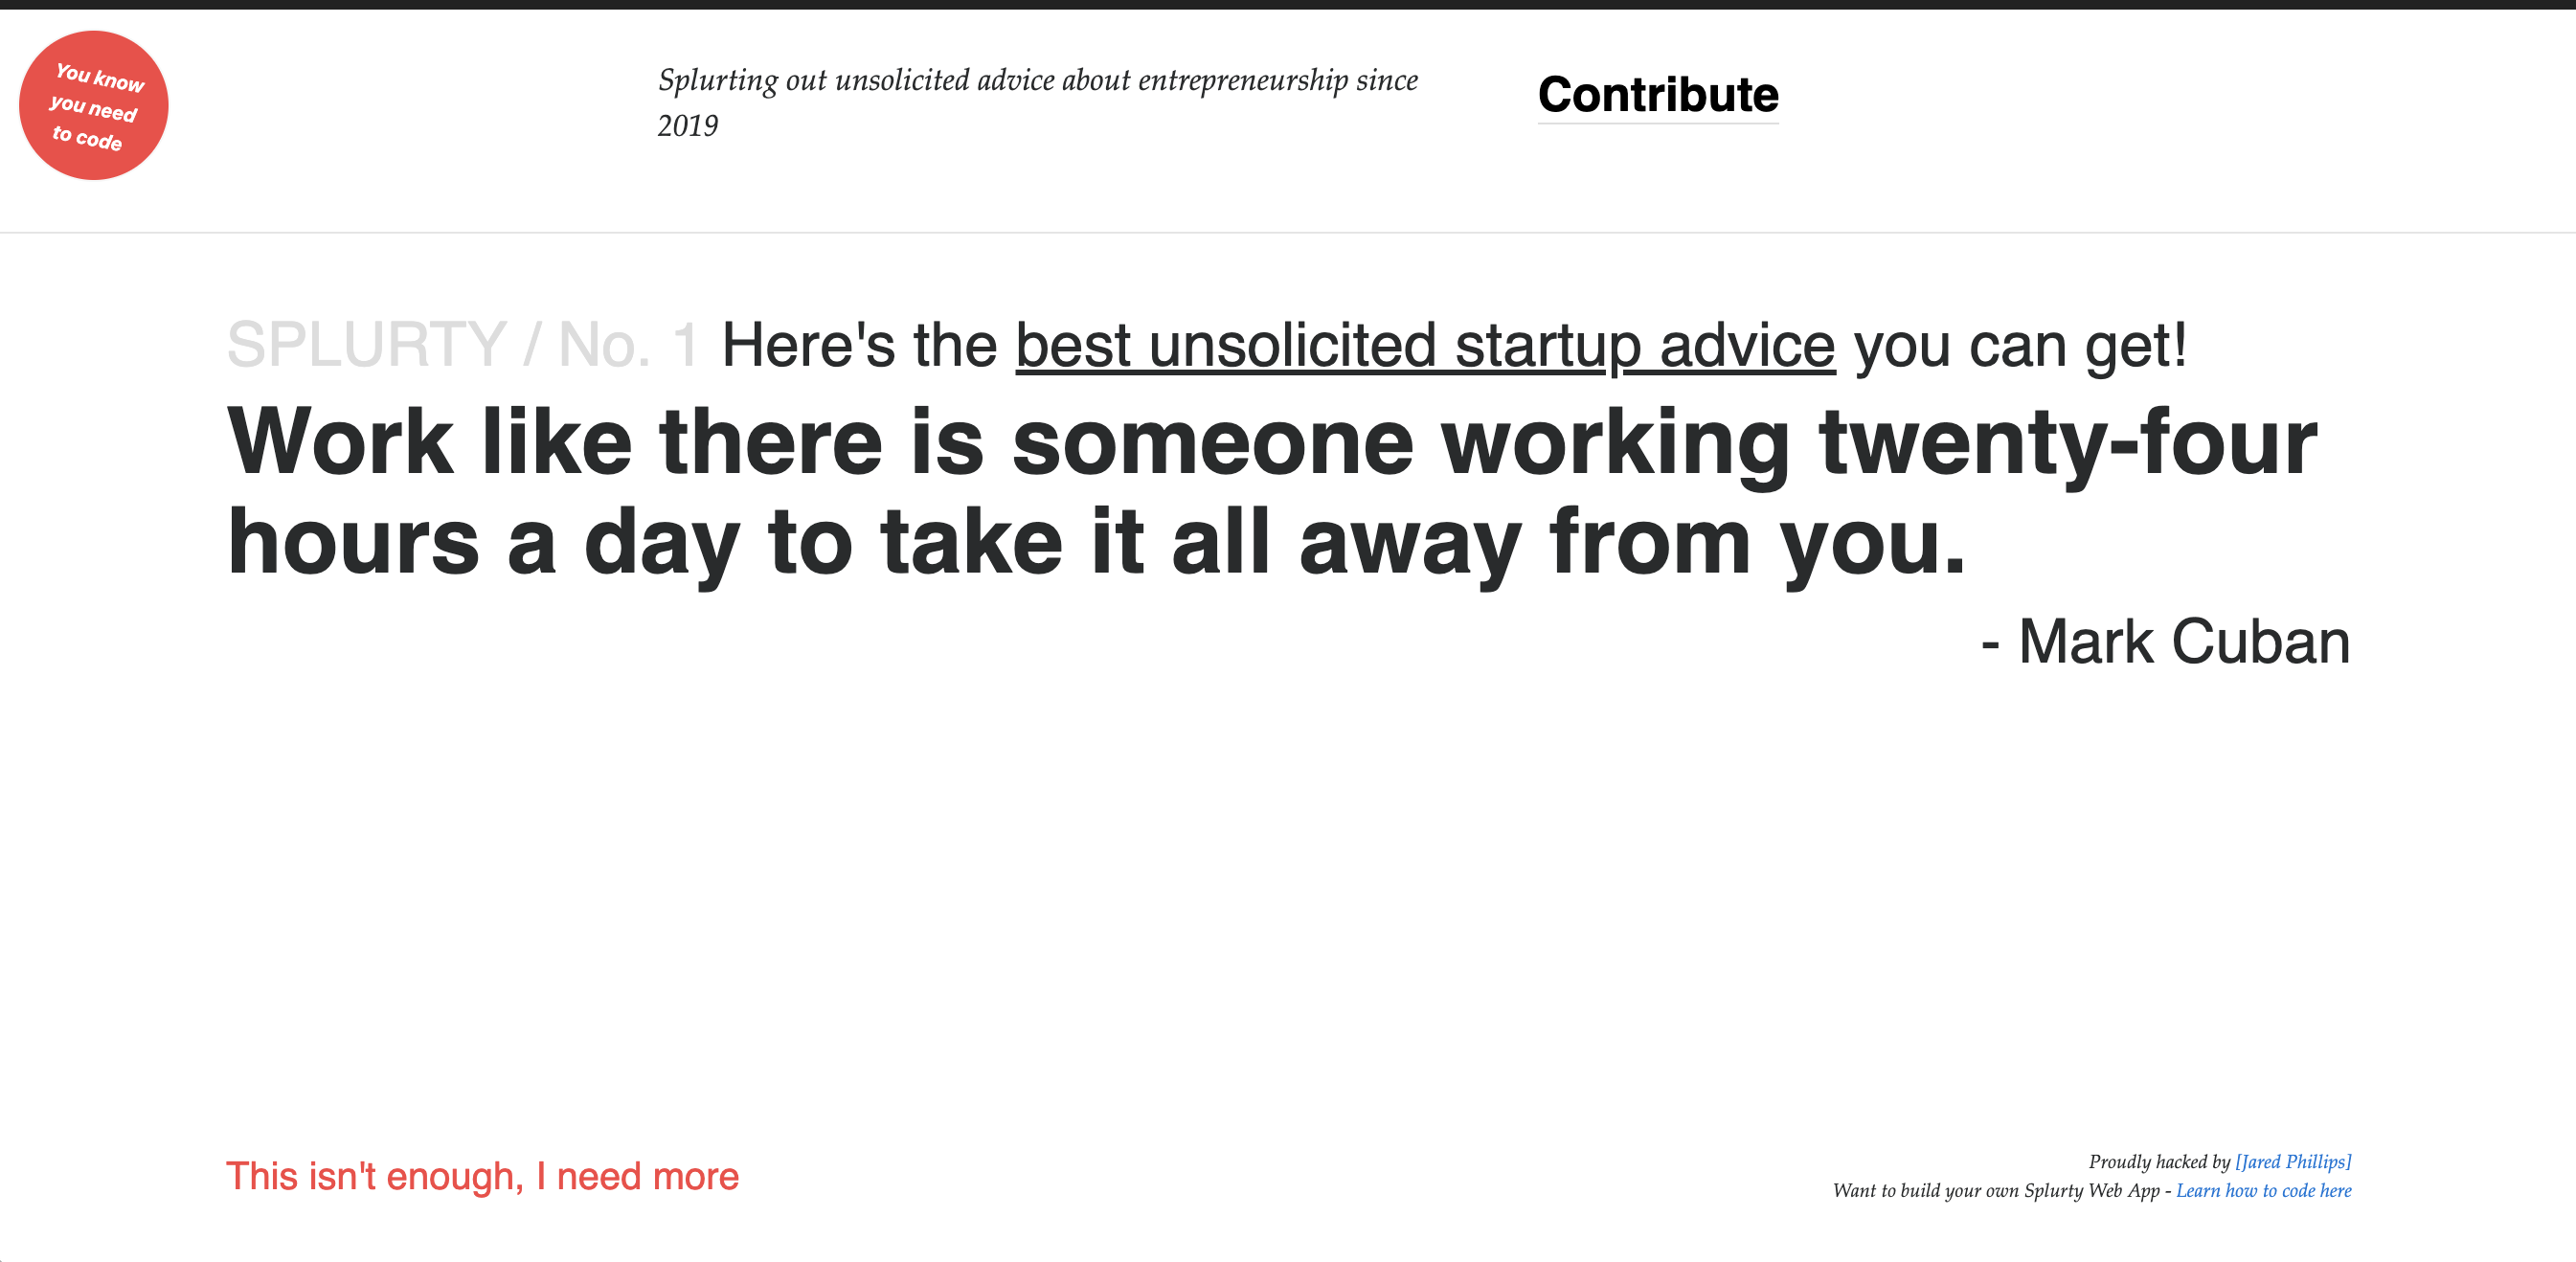 You know
you need
to code
Splurting out unsolicited advice about entrepreneurship since
2019
Contribute
SPLURTY / No. 1 Here's the best unsolicited startup advice you can get!
Work like there is someone working twenty-four
hours a day to take it all away from you.
- Mark Cuban
This isn't enough, I need more
Proudly hacked by [Jared Phillips]
Want to build your own Splurty Web App - Learn how to code here